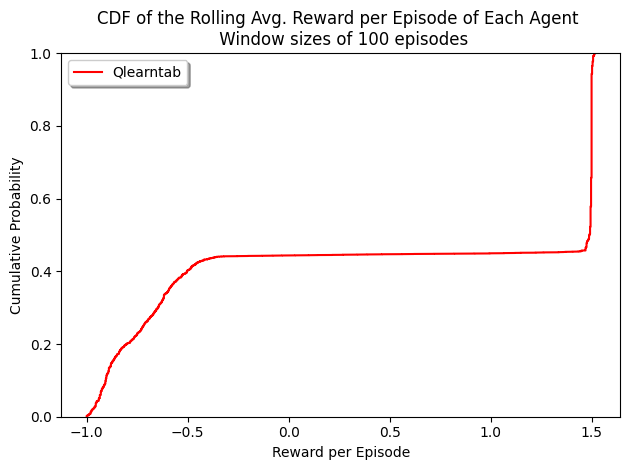 CDF of the Rolling Avg. Reward per Episode of Each Agent
Window sizes of 100 episodes
Qlearntab
1.0
0.8
0.6
0.4
0.2
0.0
Cumulative Probability
−1.0 −0.5 0.0 0.5 1.0 1.5
Reward per Episode